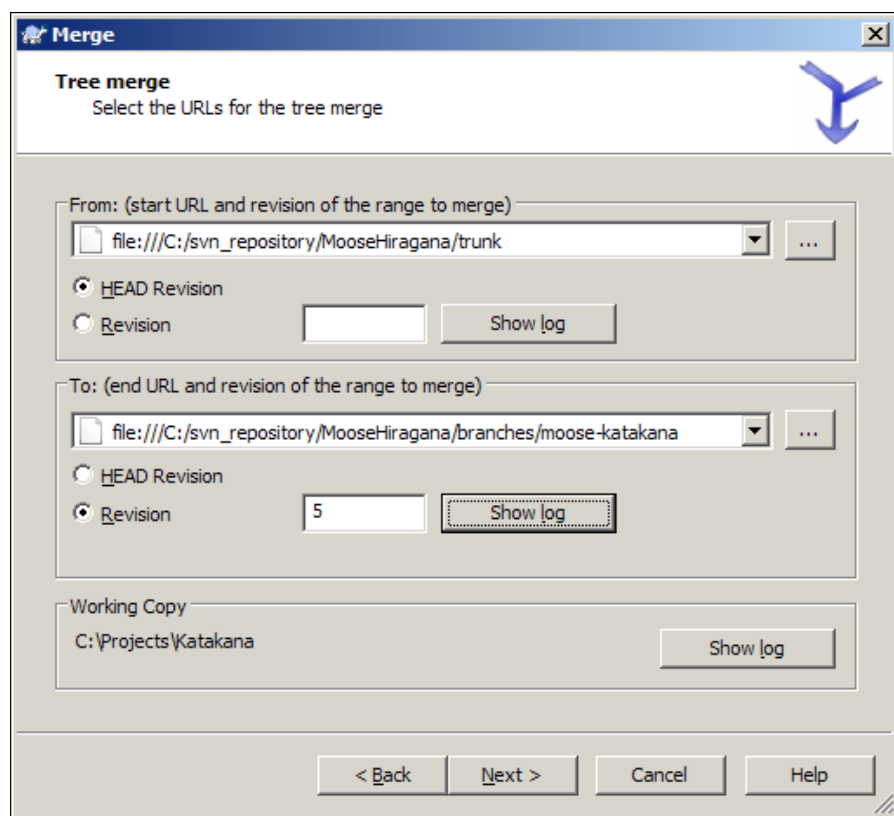 Merge
Tree merge
Select the URLs for the tree merge
From: (start URL and revision of the range to merge)
file:///C:/svn_repository/MooseHiragana/trunk
...
HEAD Revision
Revision
Show log
To: (end URL and revision of the range to merge)
file:///C:/svn_repository/MooseHiragana/branches/moose-katakana
...
HEAD Revision
Revision
5
Show log
Working Copy
C:\Projects\Katakana
Show log
< Back
Next >
Cancel
Help